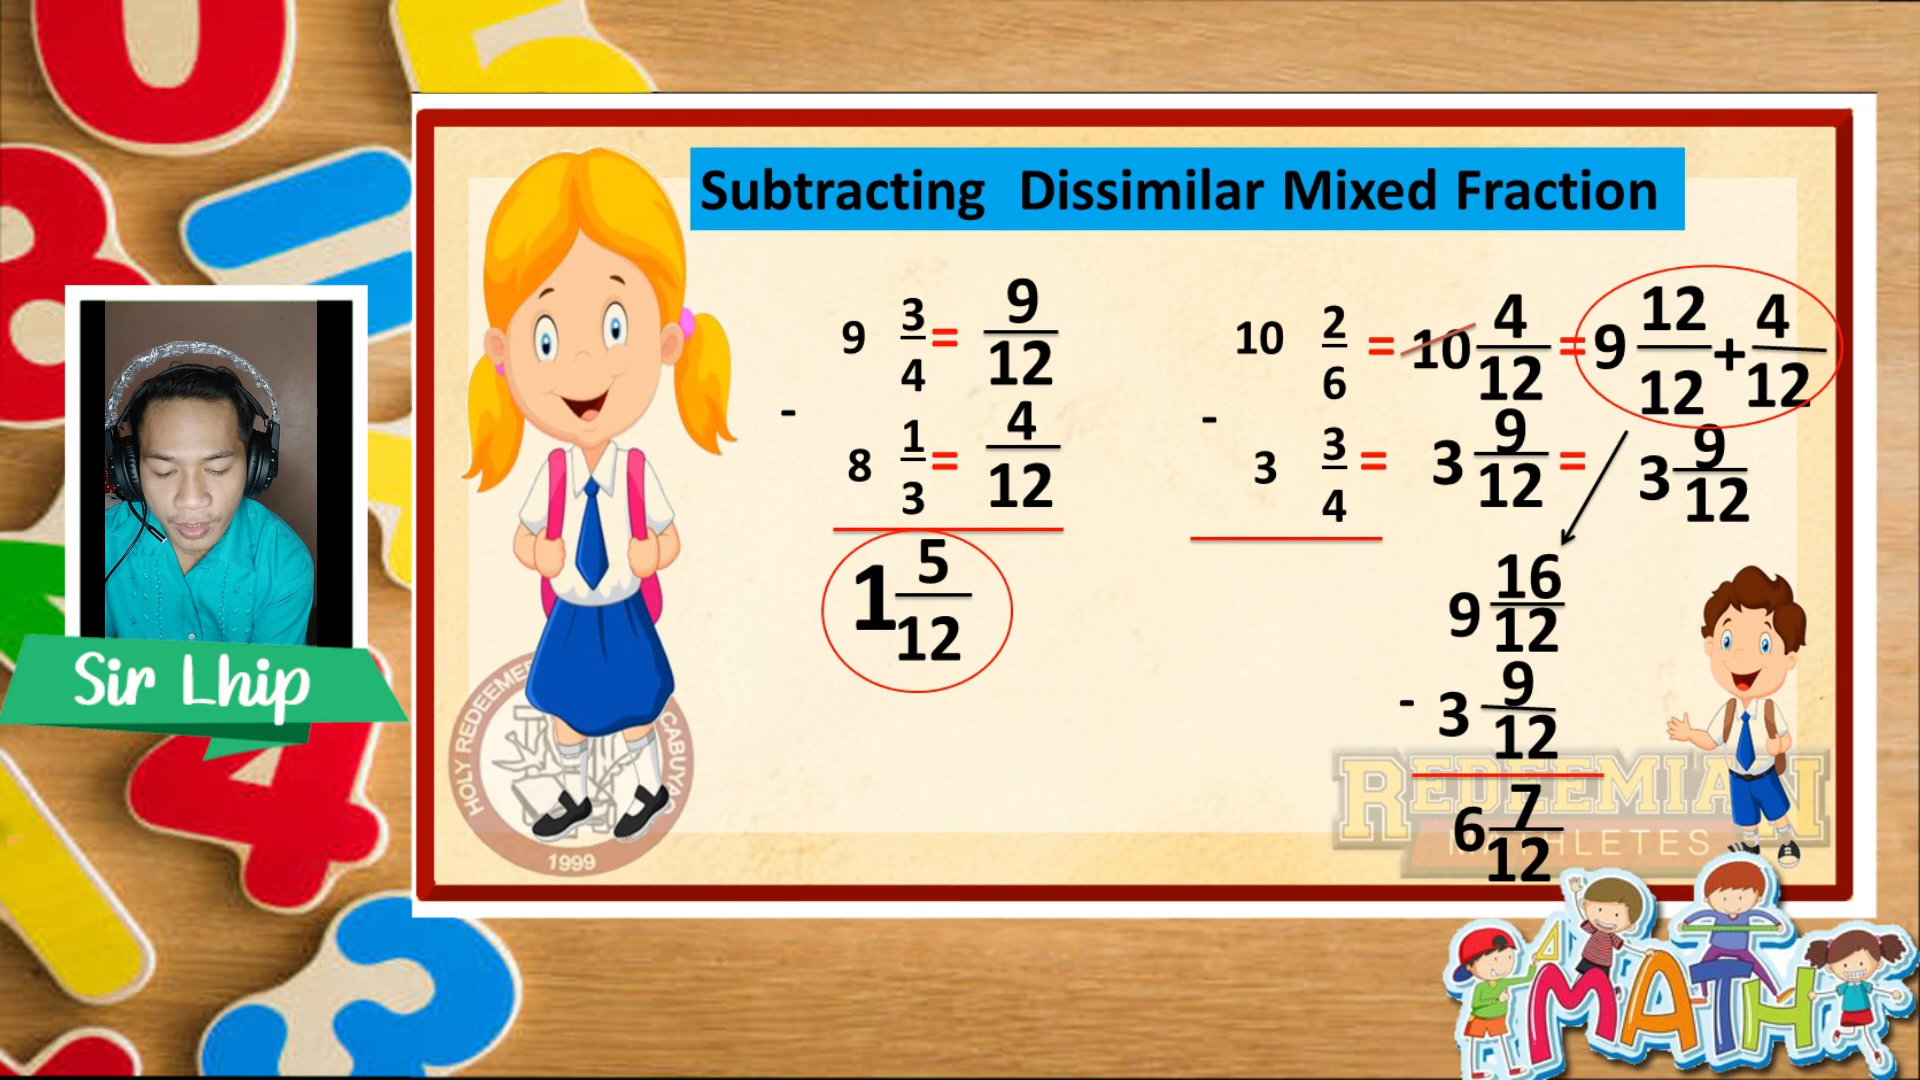 Subtracting Dissimilar Mixed Fraction
9 3/4 = 9/12
-
8 1/3 = 4/12
1 5/12
10 2/6 = 10 4/12 = 9 12/12 + 4/12
-
3 3/4 = 3 9/12 = 3 9/12
9 16/12
- 3 9/12
6 7/12
Sir Lhip
HOLY REDEEMER
CABUYAO
1999
REDEEMIAN
MATHLETES
MATH